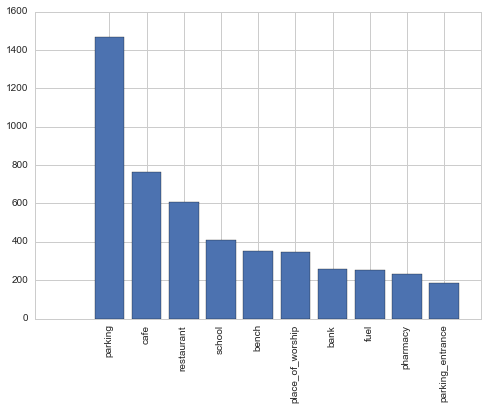 1600
1400
1200
1000
800
600
400
200
0
parking
cafe
restaurant
school
bench
place_of_worship
bank
fuel
pharmacy
parking_entrance